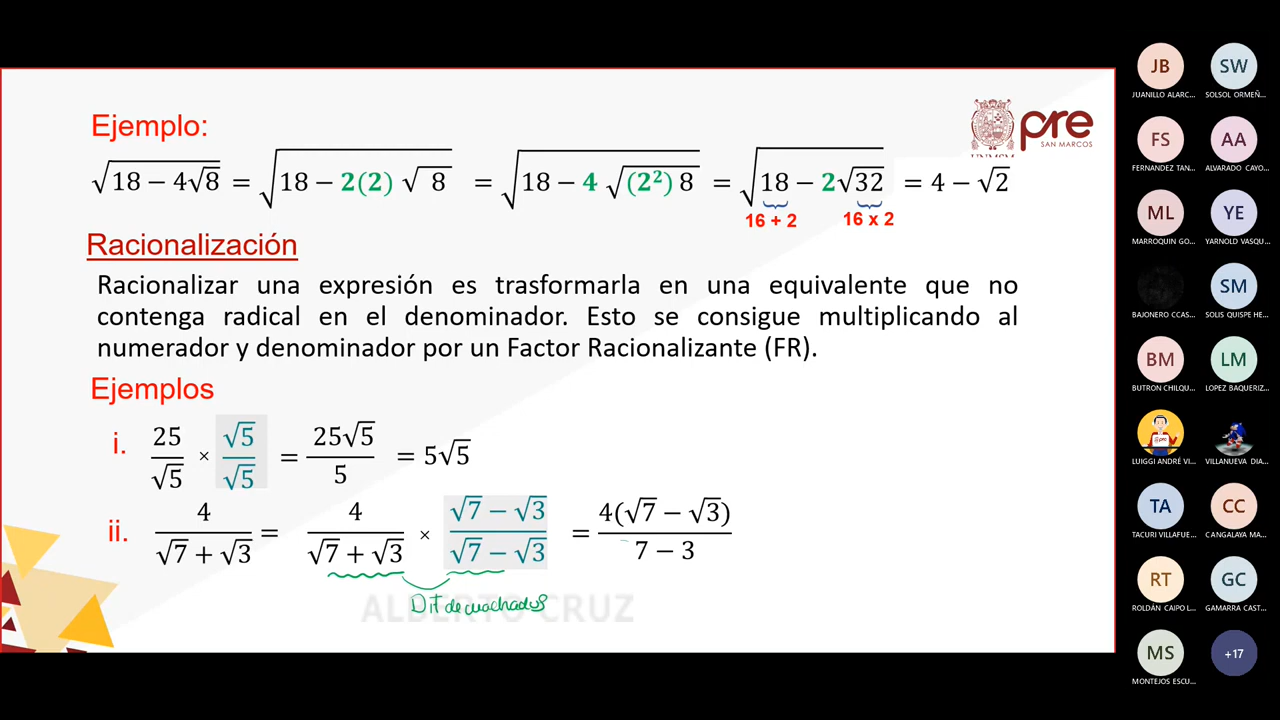 Ejemplo:
pre
SAN MARCOS
UNMSM
√(18 − 4√8) = √(18 − 2(2) √8) = √(18 − 4 √((2²) 8)) = √(18 − 2√32) = 4 − √2
16 + 2 16 x 2
Racionalización
Racionalizar una expresión es trasformarla en una equivalente que no
contenga radical en el denominador. Esto se consigue multiplicando al
numerador y denominador por un Factor Racionalizante (FR).
Ejemplos
i. 25/√5 × √5/√5 = 25√5/5 = 5√5
ii. 4/(√7 + √3) = 4/(√7 + √3) × (√7 − √3)/(√7 − √3) = 4(√7 − √3)/(7 − 3)
Dif de cuachados
ALBERTO CRUZ
JB SW
JUANILLO ALARC... SOLSOL ORMEÑ...
FS AA
FERNANDEZ TAN... ALVARADO CAYO...
ML YE
MARROQUIN GO... YARNOLD VASQU...
SM
BAJONERO CCAS... SOLIS QUISPE HE...
BM LM
BUTRON CHILQU... LOPEZ BAQUERIZ...
LUIGGI ANDRÉ VI... VILLANUEVA DIA...
TA CC
TACURI VILLAFUE... CANGALAYA MA...
RT GC
ROLDÁN CAIPO L... GAMARRA CAST...
MS +17
MONTEJOS ESCU...